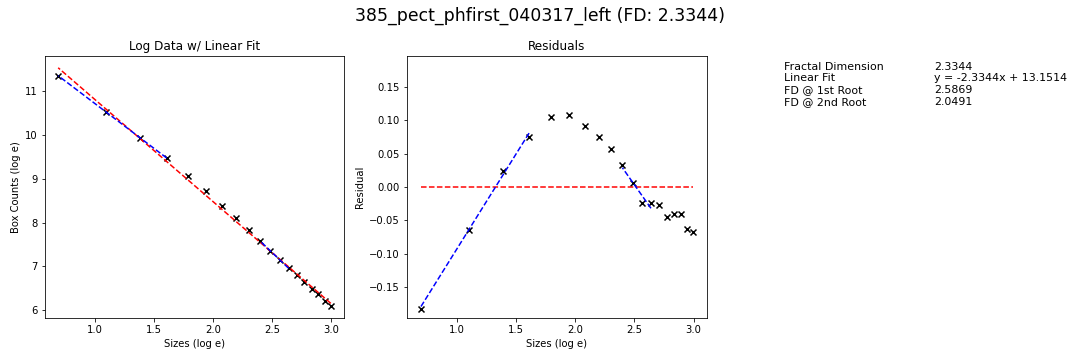 385_pect_phfirst_040317_left (FD: 2.3344)
Log Data w/ Linear Fit
Box Counts (log e)
11
10
9
8
7
6
1.0 1.5 2.0 2.5 3.0
Sizes (log e)
Residuals
Residual
0.15
0.10
0.05
0.00
−0.05
−0.10
−0.15
1.0 1.5 2.0 2.5 3.0
Sizes (log e)
Fractal Dimension 2.3344
Linear Fit y = -2.3344x + 13.1514
FD @ 1st Root 2.5869
FD @ 2nd Root 2.0491